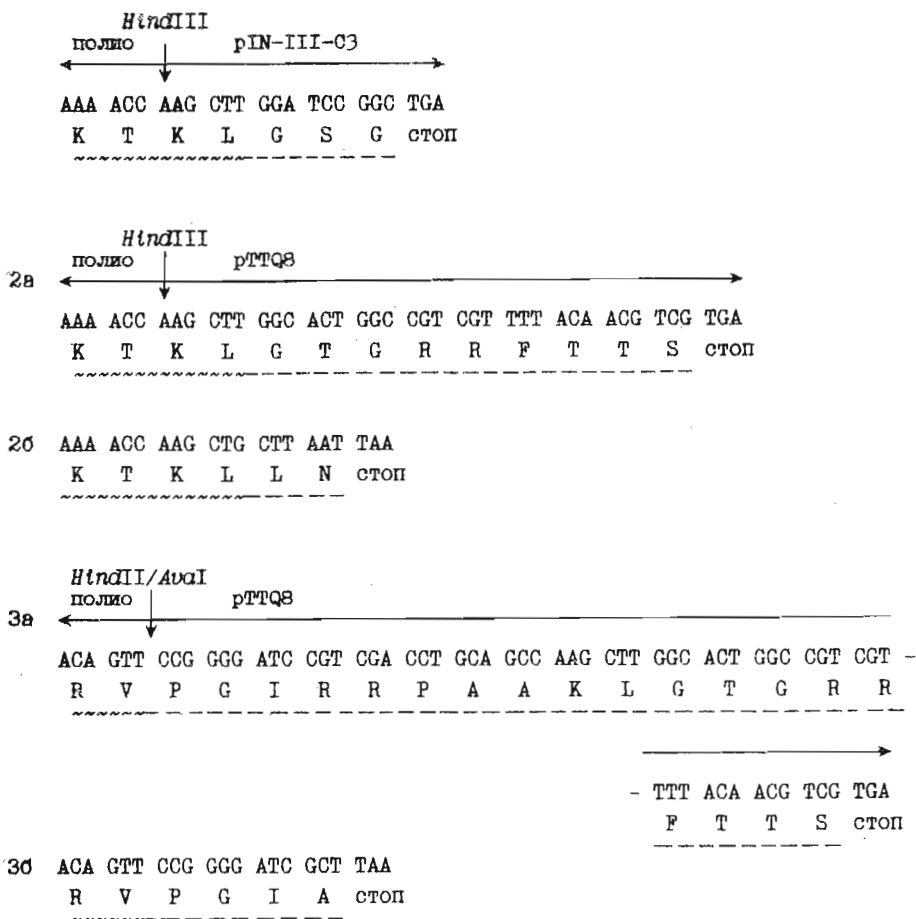 HindIII
полио pIN-III-C3
AAA ACC AAG CTT GGA TCC GGC TGA
K T K L G S G стоп
HindIII
полио pTTQ8
2а
AAA ACC AAG CTT GGC ACT GGC CGT CGT TTT ACA ACG TCG TGA
K T K L G T G R R F T T S стоп
2б AAA ACC AAG CTG CTT AAT TAA
K T K L L N стоп
HindII/AvaI
полио pTTQ8
3а
ACA GTT CCG GGG ATC CGT CGA CCT GCA GCC AAG CTT GGC ACT GGC CGT CGT -
R V P G I R R P A A K L G T G R R
- TTT ACA ACG TCG TGA
F T T S стоп
3б ACA GTT CCG GGG ATC GCT TAA
R V P G I A стоп